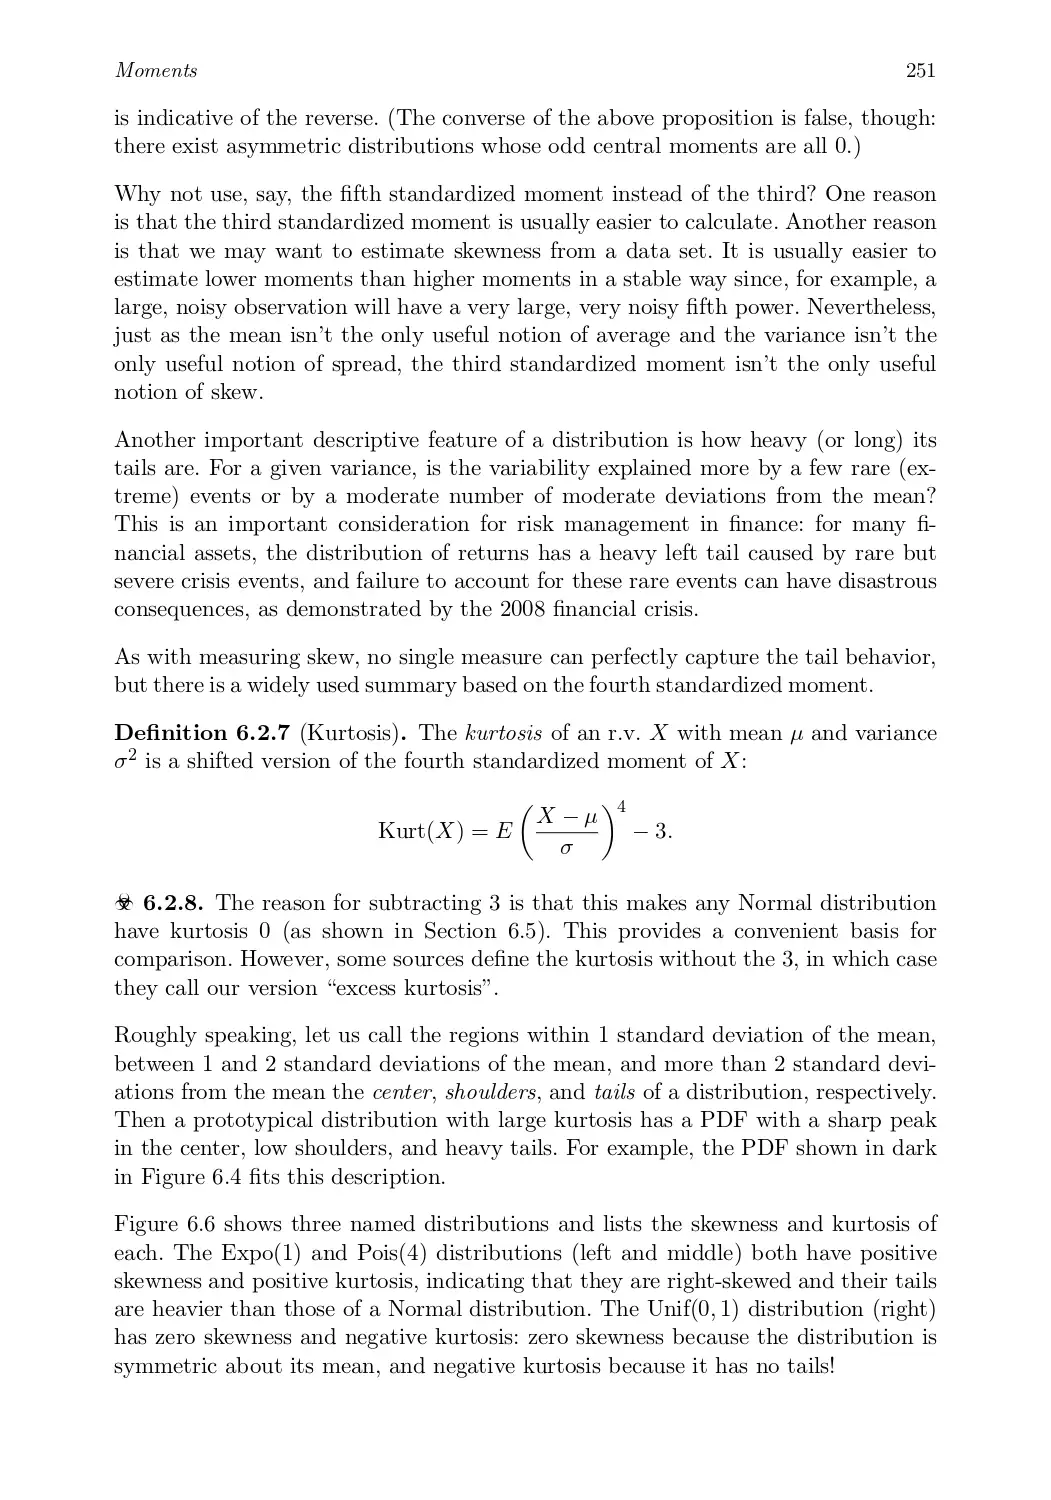 Moments 251
is indicative of the reverse. (The converse of the above proposition is false, though:
there exist asymmetric distributions whose odd central moments are all 0.)
Why not use, say, the fifth standardized moment instead of the third? One reason
is that the third standardized moment is usually easier to calculate. Another reason
is that we may want to estimate skewness from a data set. It is usually easier to
estimate lower moments than higher moments in a stable way since, for example, a
large, noisy observation will have a very large, very noisy fifth power. Nevertheless,
just as the mean isn't the only useful notion of average and the variance isn't the
only useful notion of spread, the third standardized moment isn't the only useful
notion of skew.
Another important descriptive feature of a distribution is how heavy (or long) its
tails are. For a given variance, is the variability explained more by a few rare (ex-
treme) events or by a moderate number of moderate deviations from the mean?
This is an important consideration for risk management in finance: for many fi-
nancial assets, the distribution of returns has a heavy left tail caused by rare but
severe crisis events, and failure to account for these rare events can have disastrous
consequences, as demonstrated by the 2008 financial crisis.
As with measuring skew, no single measure can perfectly capture the tail behavior,
but there is a widely used summary based on the fourth standardized moment.
Definition 6.2.7 (Kurtosis). The kurtosis of an r.v. X with mean μ and variance
σ² is a shifted version of the fourth standardized moment of X:
Kurt(X) = E((X − μ)/σ)⁴ − 3.
☣ 6.2.8. The reason for subtracting 3 is that this makes any Normal distribution
have kurtosis 0 (as shown in Section 6.5). This provides a convenient basis for
comparison. However, some sources define the kurtosis without the 3, in which case
they call our version “excess kurtosis”.
Roughly speaking, let us call the regions within 1 standard deviation of the mean,
between 1 and 2 standard deviations of the mean, and more than 2 standard devi-
ations from the mean the center, shoulders, and tails of a distribution, respectively.
Then a prototypical distribution with large kurtosis has a PDF with a sharp peak
in the center, low shoulders, and heavy tails. For example, the PDF shown in dark
in Figure 6.4 fits this description.
Figure 6.6 shows three named distributions and lists the skewness and kurtosis of
each. The Expo(1) and Pois(4) distributions (left and middle) both have positive
skewness and positive kurtosis, indicating that they are right-skewed and their tails
are heavier than those of a Normal distribution. The Unif(0, 1) distribution (right)
has zero skewness and negative kurtosis: zero skewness because the distribution is
symmetric about its mean, and negative kurtosis because it has no tails!